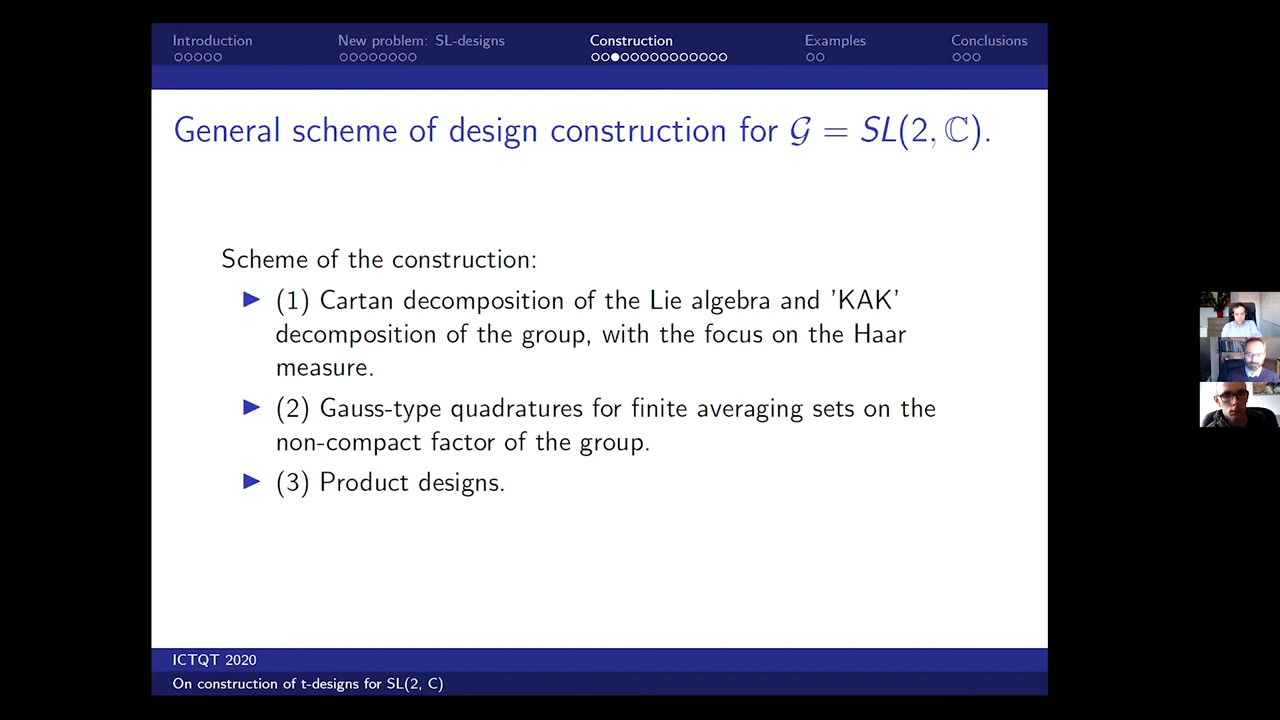 Introduction
New problem: SL-designs
Construction
Examples
Conclusions
General scheme of design construction for 𝒢 = SL(2, ℂ).
Scheme of the construction:
(1) Cartan decomposition of the Lie algebra and 'KAK'
decomposition of the group, with the focus on the Haar
measure.
(2) Gauss-type quadratures for finite averaging sets on the
non-compact factor of the group.
(3) Product designs.
ICTQT 2020
On construction of t-designs for SL(2, C)